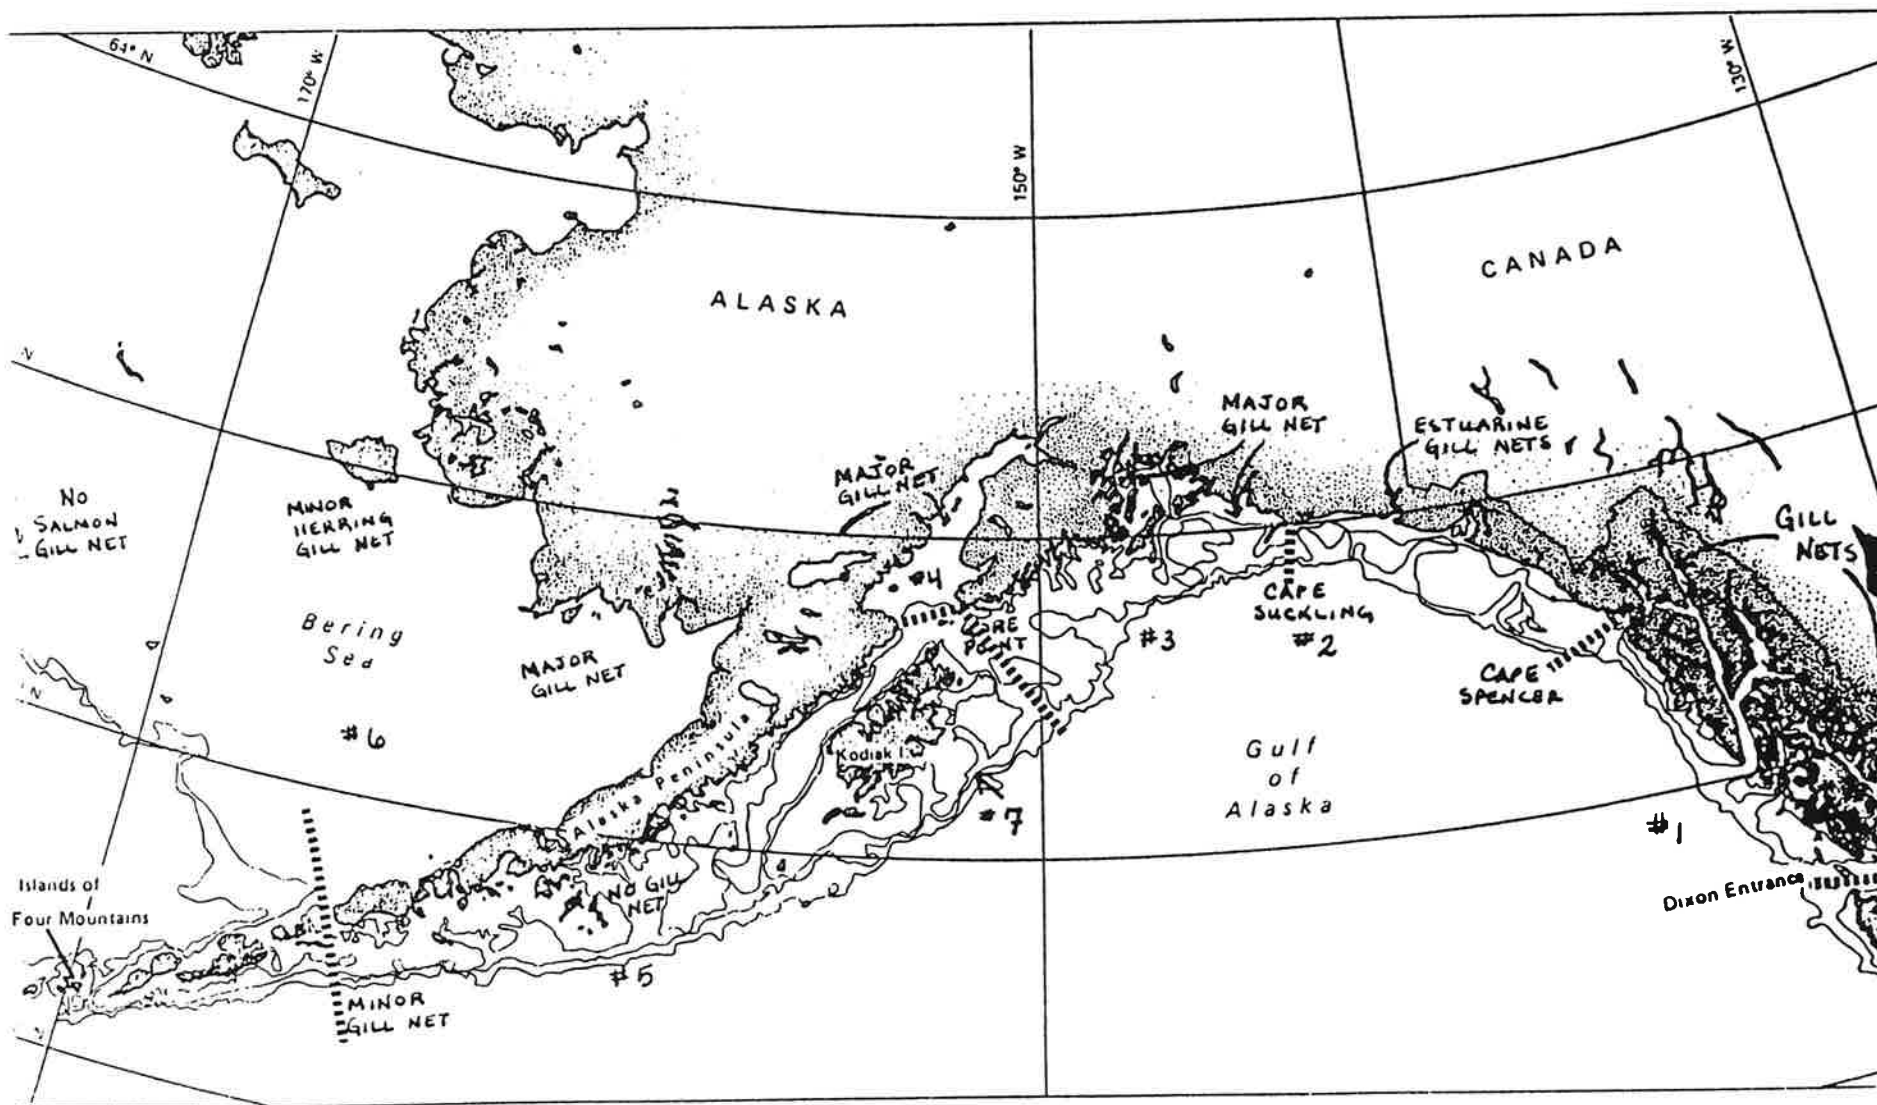 64° N
170° W
150° W
130° W
CANADA
ALASKA
MAJOR
GILL NET
ESTUARINE
GILL NETS
MAJOR
GILL NET
NO
SALMON
GILL NET
MINOR
HERRING
GILL NET
GILL
NETS
N
#4
CAPE
SUCKLING
#2
#3
Bering
Sea
MAJOR
GILL NET
POINT
CAPE
SPENCER
N
#6
Alaska Peninsula
Kodiak I.
Gulf
of
Alaska
#7
#1
NO GILL
NET
Islands of
Four Mountains
Dixon Entrance
#5
MINOR
GILL NET